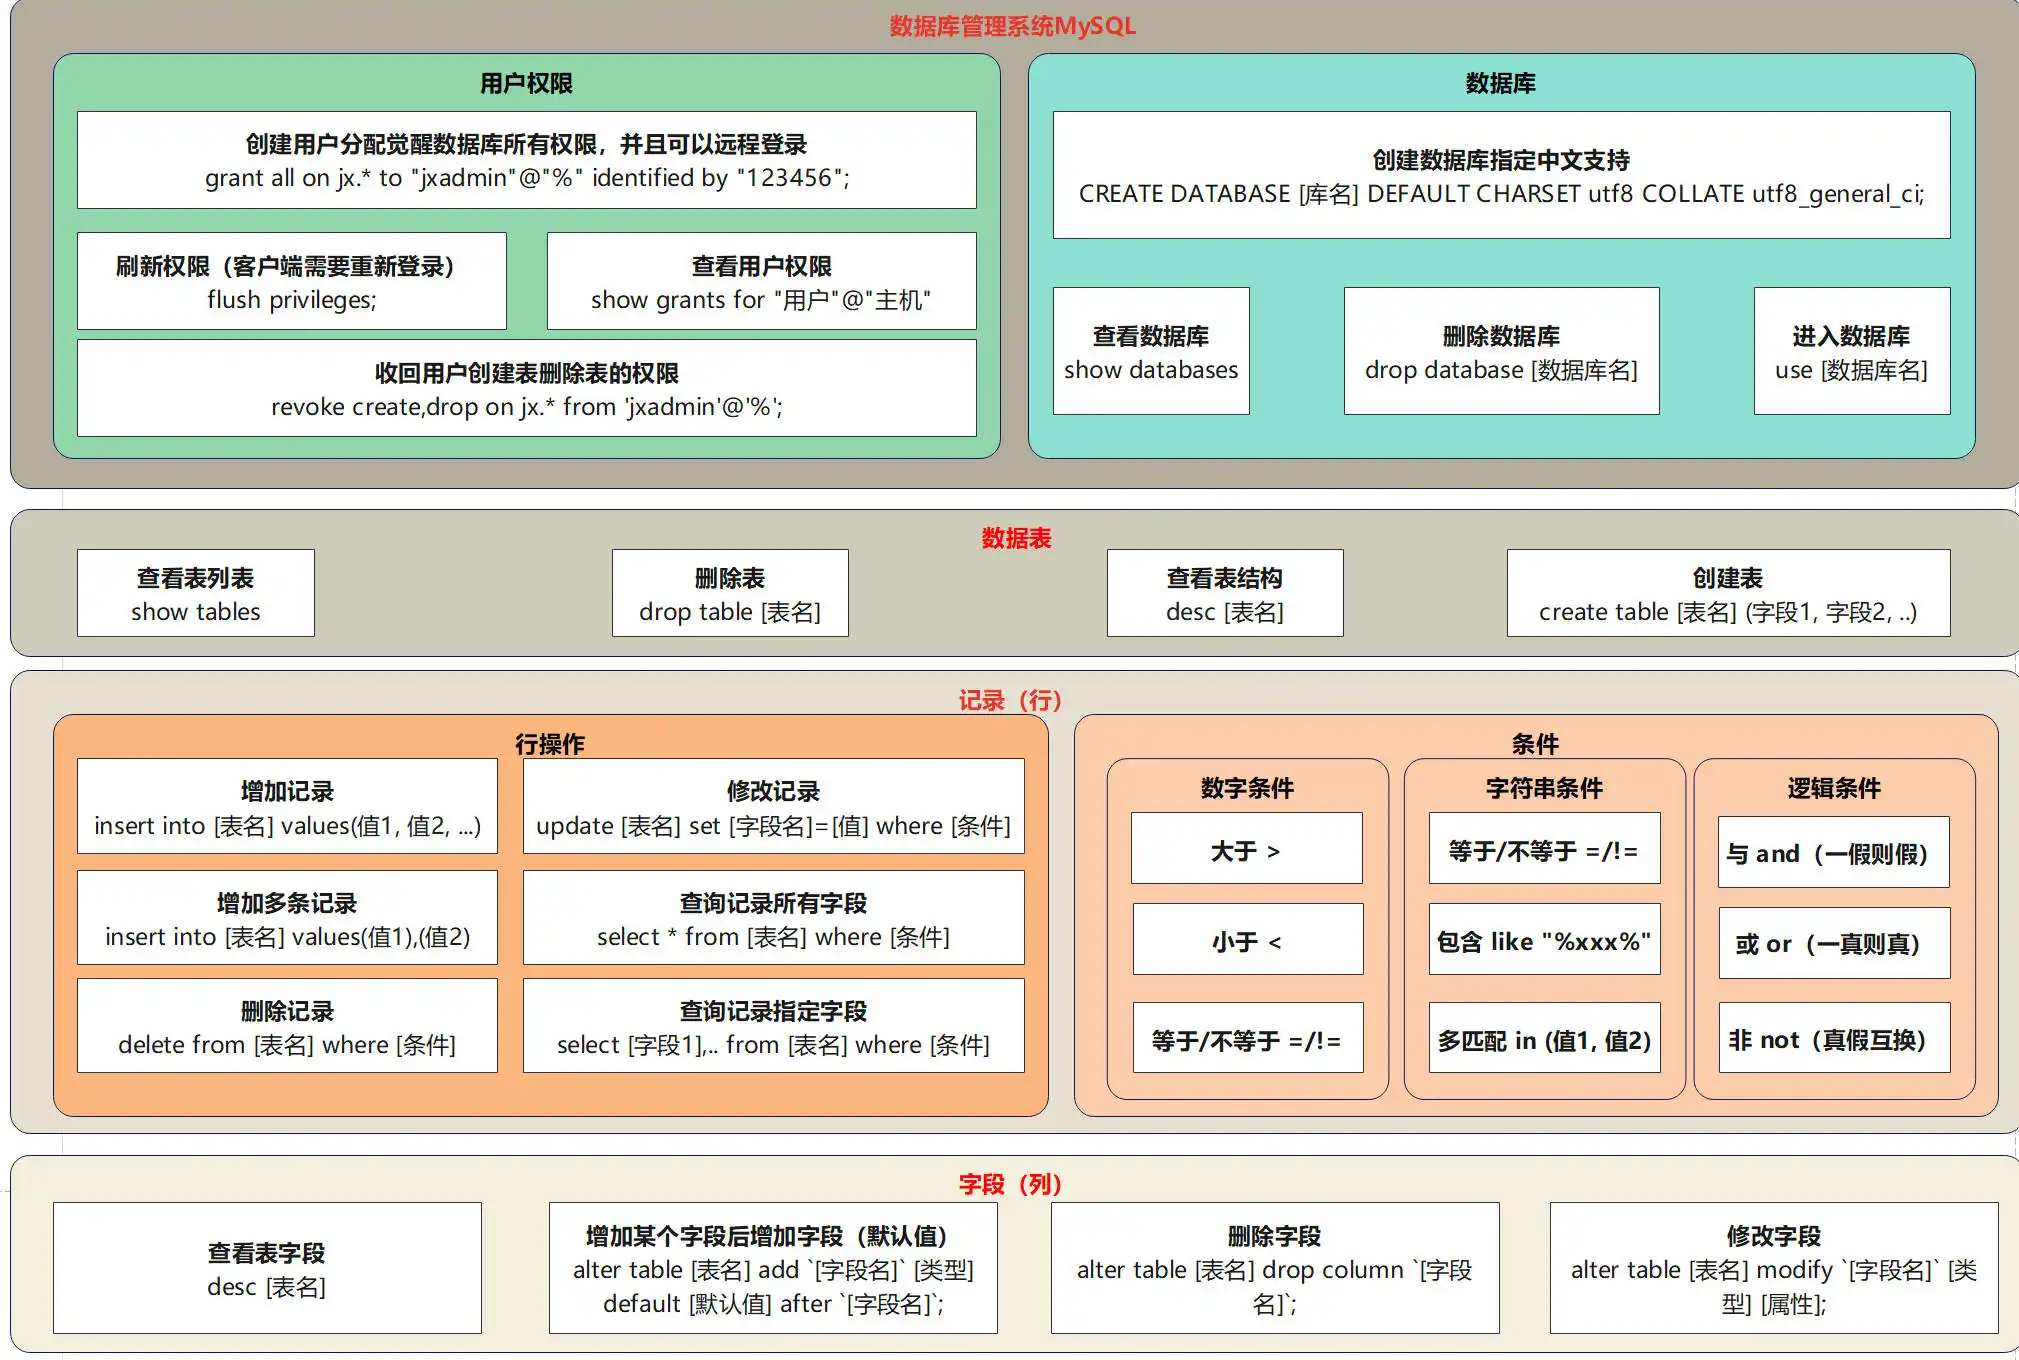 数据库管理系统MySQL
用户权限
创建用户分配觉醒数据库所有权限，并且可以远程登录
grant all on jx.* to "jxadmin"@"%" identified by "123456";
刷新权限（客户端需要重新登录）
flush privileges;
查看用户权限
show grants for "用户"@"主机"
收回用户创建表删除表的权限
revoke create,drop on jx.* from 'jxadmin'@'%';
数据库
创建数据库指定中文支持
CREATE DATABASE [库名] DEFAULT CHARSET utf8 COLLATE utf8_general_ci;
查看数据库
show databases
删除数据库
drop database [数据库名]
进入数据库
use [数据库名]
数据表
查看表列表
show tables
删除表
drop table [表名]
查看表结构
desc [表名]
创建表
create table [表名] (字段1, 字段2, ..)
记录（行）
行操作
增加记录
insert into [表名] values(值1, 值2, ...)
修改记录
update [表名] set [字段名]=[值] where [条件]
增加多条记录
insert into [表名] values(值1),(值2)
查询记录所有字段
select * from [表名] where [条件]
删除记录
delete from [表名] where [条件]
查询记录指定字段
select [字段1],.. from [表名] where [条件]
条件
数字条件
大于 >
小于 <
等于/不等于 =/!=
字符串条件
等于/不等于 =/!=
包含 like "%xxx%"
多匹配 in (值1, 值2)
逻辑条件
与 and（一假则假）
或 or（一真则真）
非 not（真假互换）
字段（列）
查看表字段
desc [表名]
增加某个字段后增加字段（默认值）
alter table [表名] add `[字段名]` [类型]
default [默认值] after `[字段名]`;
删除字段
alter table [表名] drop column `[字段
名]`;
修改字段
alter table [表名] modify `[字段名]` [类
型] [属性];